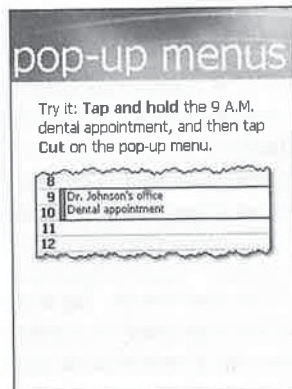 pop-up menus
Try it: Tap and hold the 9 A.M.
dental appointment, and then tap
Cut on the pop-up menu.
8
9 Dr. Johnson's office
10 Dental appointment
11
12